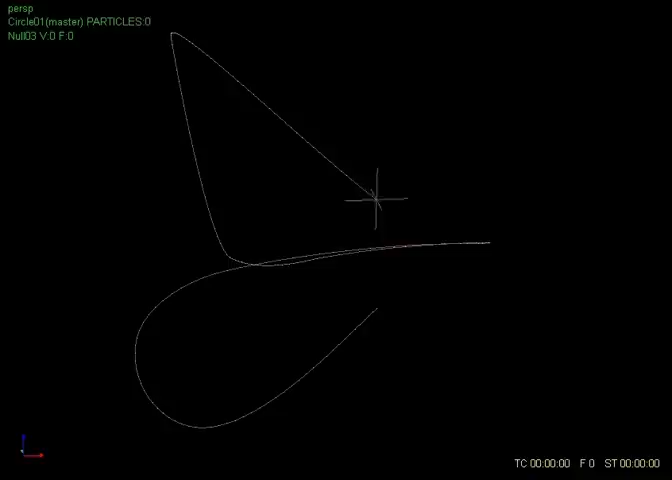 persp
Circle01(master) PARTICLES:0
Null03 V:0 F:0
TC 00:00:00 F 0 ST 00:00:00